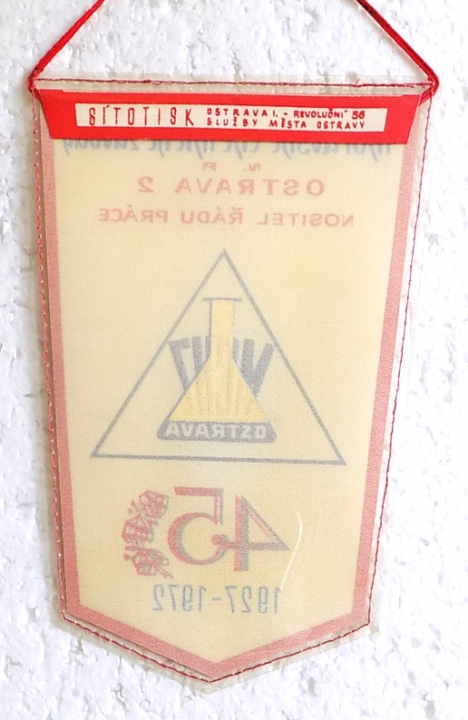 SÍTOTISK
OSTRAVA I. - REVOLUČNÍ 56
SLUŽBY MĚSTA OSTRAVY
N. P.
OSTRAVA 2
NOSITEL ŘÁDU PRÁCE
OSTRAVA
45
1927-1972